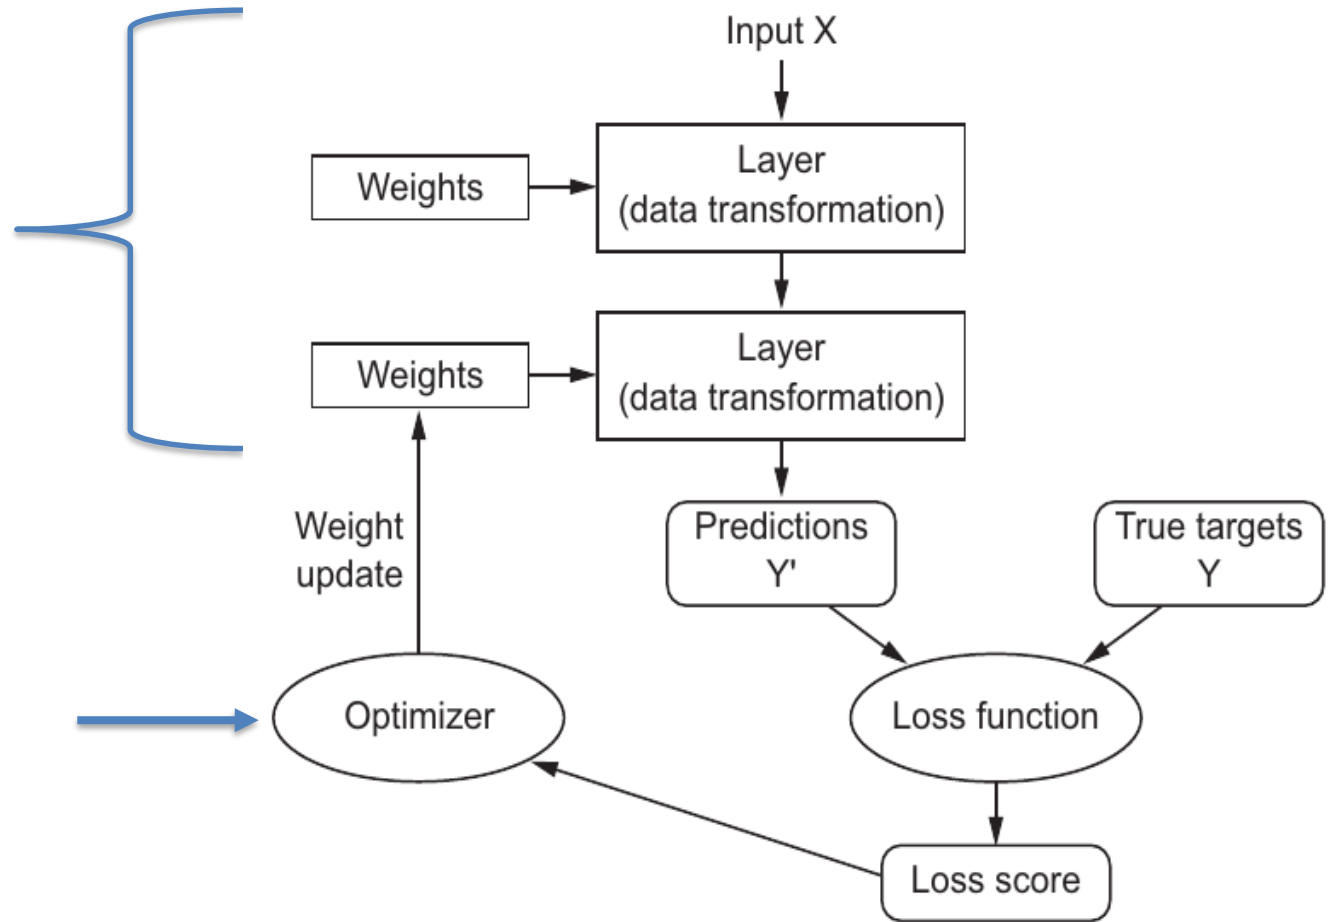 Input X
Weights
Layer
(data transformation)
Weights
Layer
(data transformation)
Weight
update
Predictions
Y'
True targets
Y
Optimizer
Loss function
Loss score